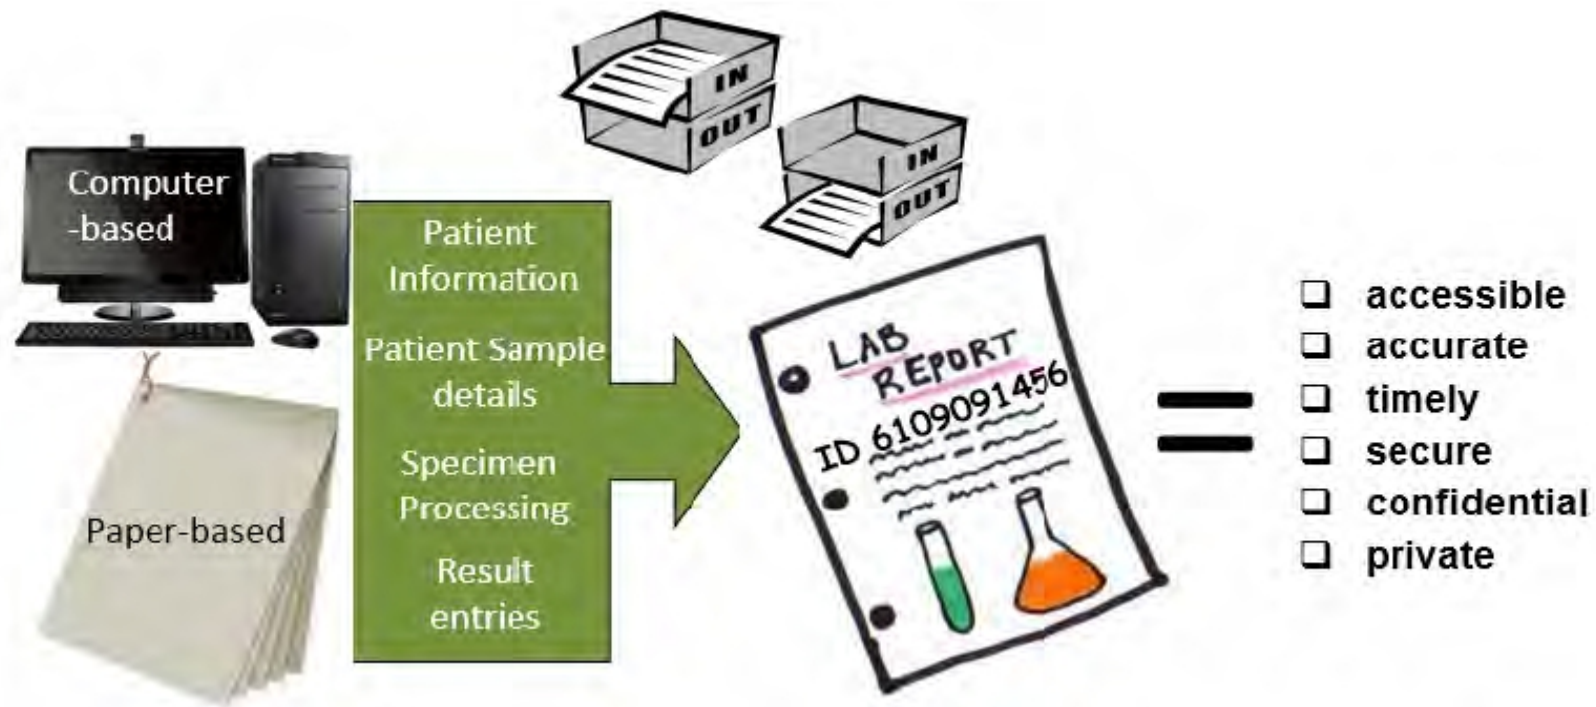 IN
OUT
IN
OUT
Computer
-based
Paper-based
Patient
Information
Patient Sample
details
Specimen
Processing
Result
entries
LAB
REPORT
ID 6109091456
accessible
accurate
timely
secure
confidential
private